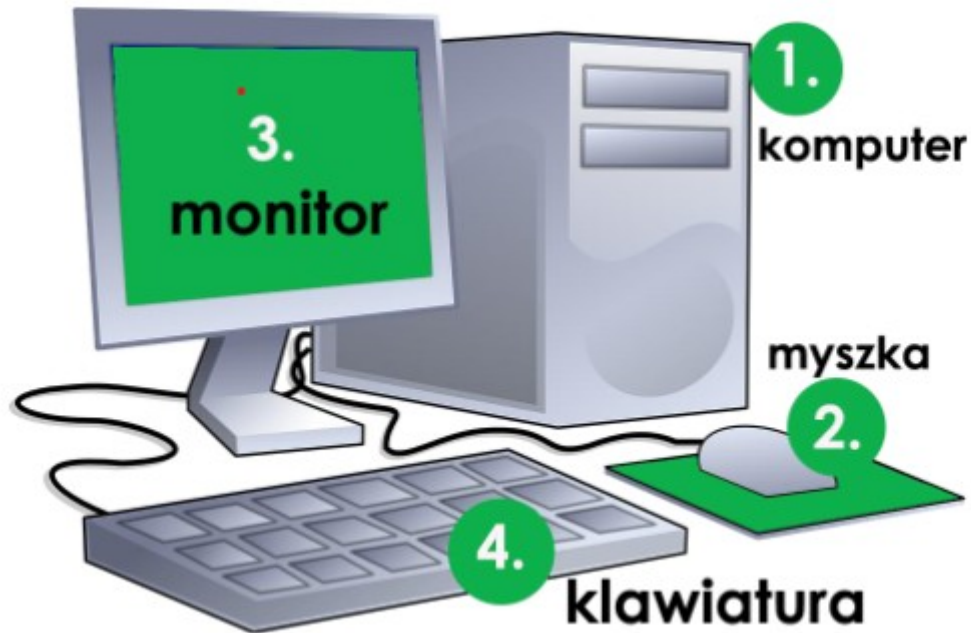 1.
komputer
3.
monitor
myszka
2.
4.
klawiatura